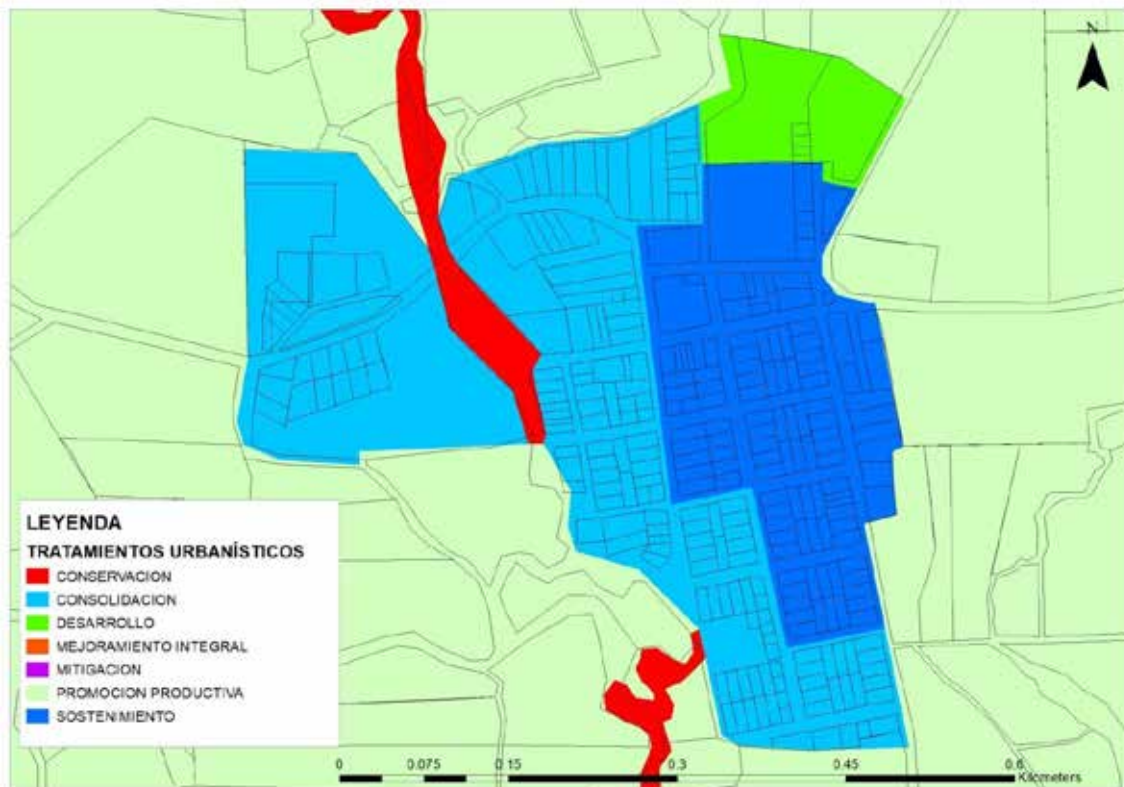 N
LEYENDA
TRATAMIENTOS URBANÍSTICOS
CONSERVACION
CONSOLIDACION
DESARROLLO
MEJORAMIENTO INTEGRAL
MITIGACION
PROMOCION PRODUCTIVA
SOSTENIMIENTO
0 0.075 0.15 0.3 0.45 0.6
Kilometers